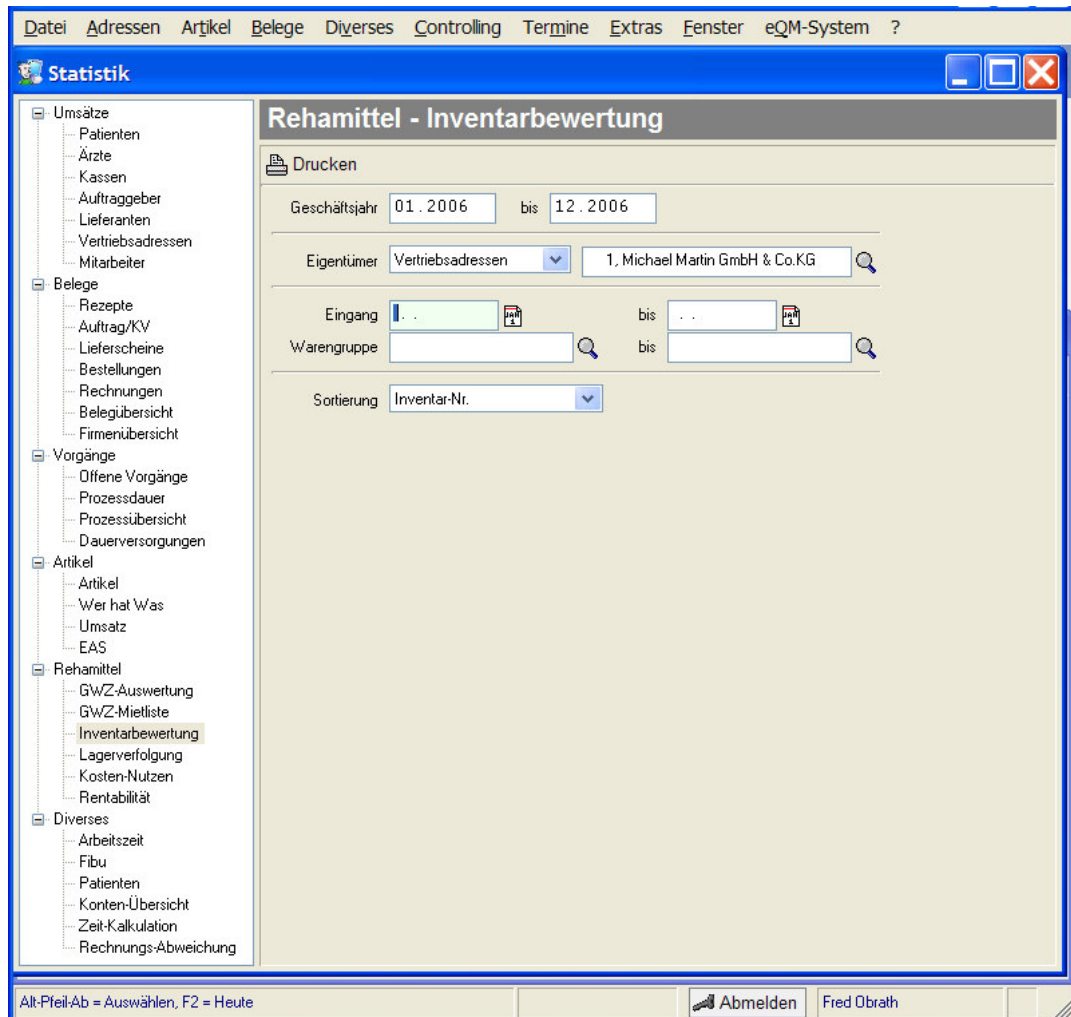 Datei Adressen Artikel Belege Diverses Controlling Termine Extras Fenster eQM-System ?
Statistik
Umsätze
Patienten
Ärzte
Kassen
Auftraggeber
Lieferanten
Vertriebsadressen
Mitarbeiter
Belege
Rezepte
Auftrag/KV
Lieferscheine
Bestellungen
Rechnungen
Belegübersicht
Firmenübersicht
Vorgänge
Offene Vorgänge
Prozessdauer
Prozessübersicht
Dauerversorgungen
Artikel
Artikel
Wer hat Was
Umsatz
EAS
Rehamittel
GWZ-Auswertung
GWZ-Mietliste
Inventarbewertung
Lagerverfolgung
Kosten-Nutzen
Rentabilität
Diverses
Arbeitszeit
Fibu
Patienten
Konten-Übersicht
Zeit-Kalkulation
Rechnungs-Abweichung
Rehamittel - Inventarbewertung
Drucken
Geschäftsjahr 01.2006 bis 12.2006
Eigentümer Vertriebsadressen 1, Michael Martin GmbH & Co.KG
Eingang . . JAN 1 bis . . JAN 1
Warengruppe bis
Sortierung Inventar-Nr.
Alt-Pfeil-Ab = Auswählen, F2 = Heute Abmelden Fred Obrath